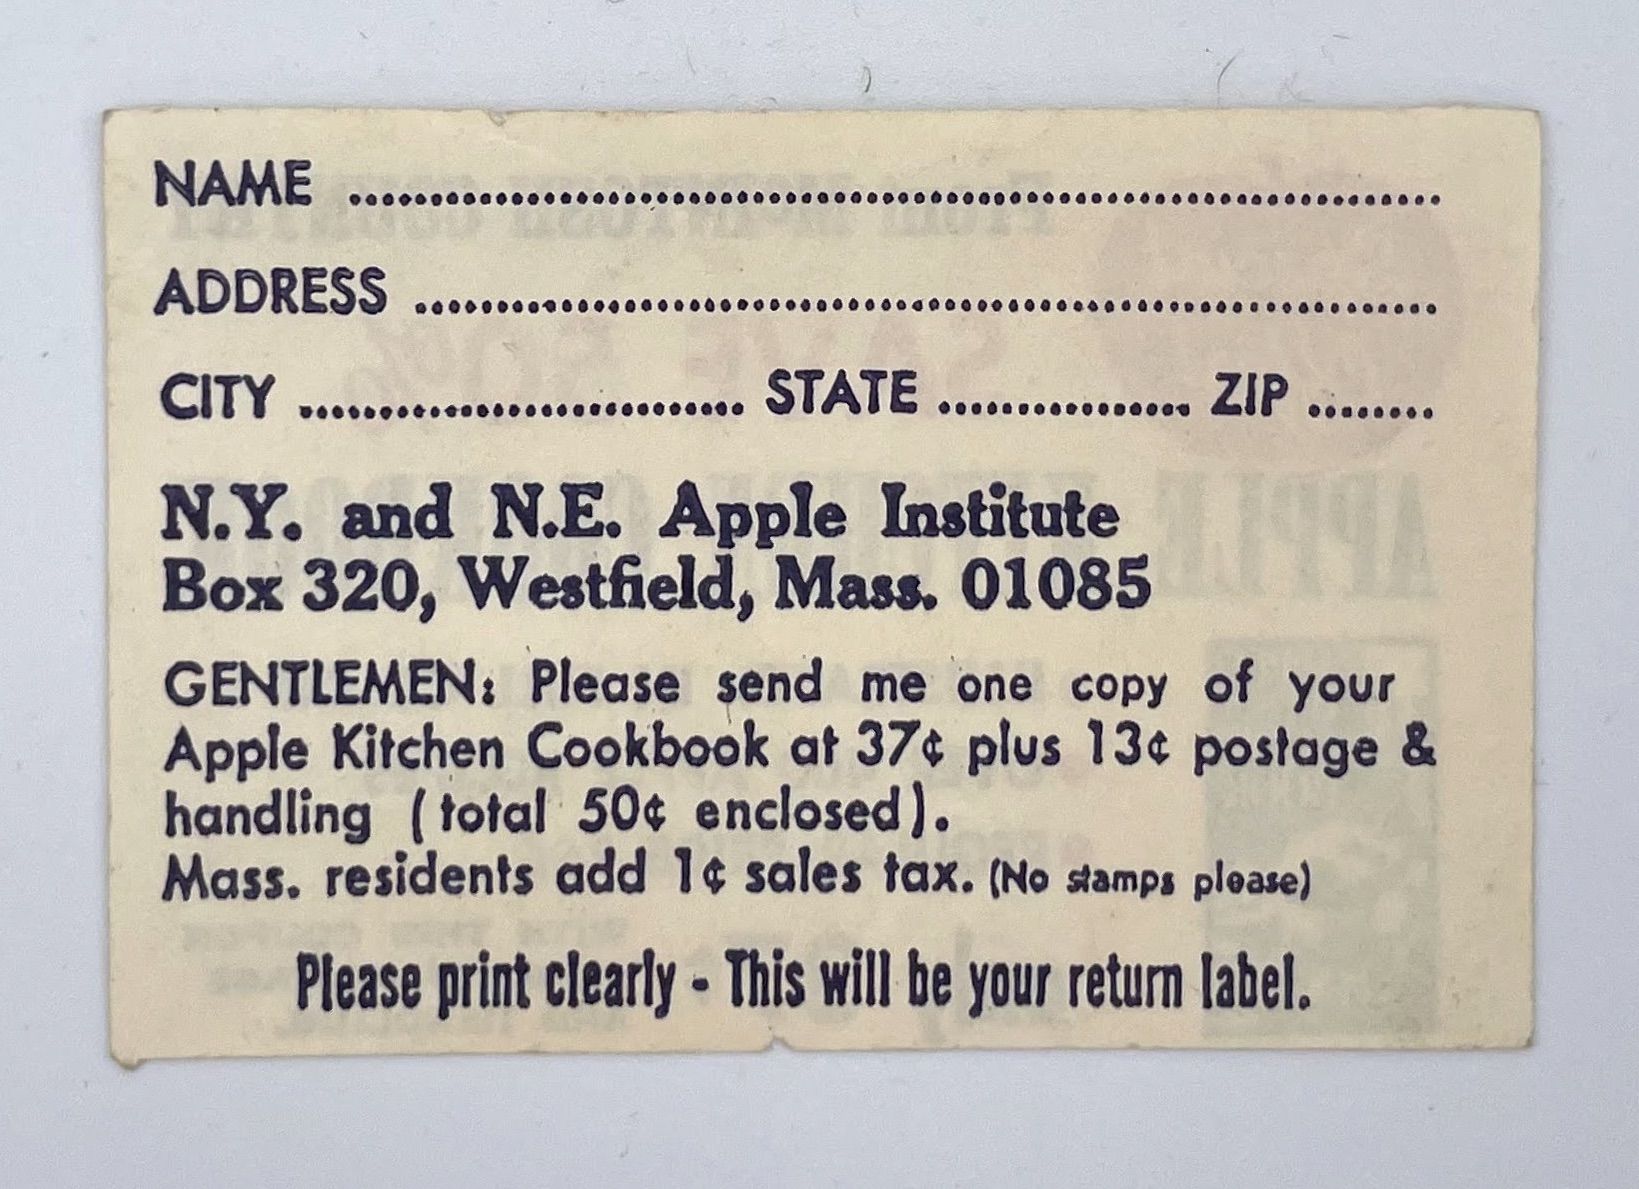 NAME ................................................................................
ADDRESS ...........................................................................
CITY ................................. STATE .................. ZIP .........
N.Y. and N.E. Apple Institute
Box 320, Westfield, Mass. 01085
GENTLEMEN: Please send me one copy of your
Apple Kitchen Cookbook at 37¢ plus 13¢ postage &
handling (total 50¢ enclosed).
Mass. residents add 1¢ sales tax. (No stamps please)
Please print clearly - This will be your return label.